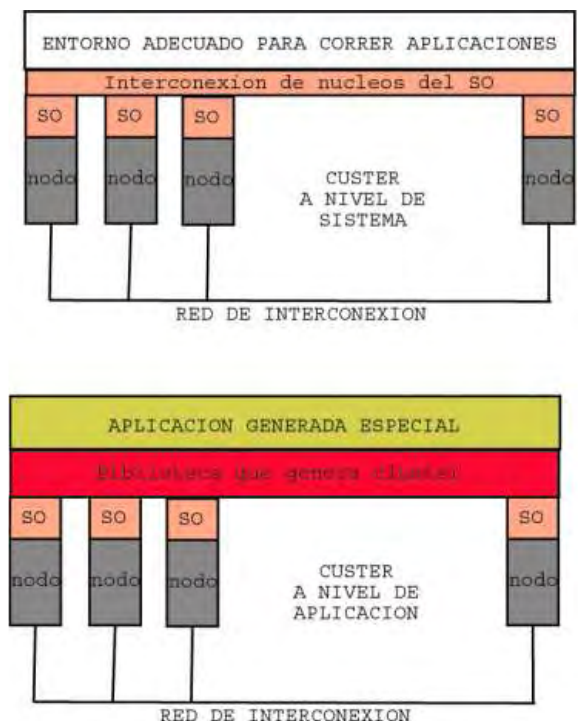 ENTORNO ADECUADO PARA CORRER APLICACIONES
Interconexion de nucleos del SO
SO SO SO SO
nodo nodo nodo nodo
CUSTER
A NIVEL DE
SISTEMA
RED DE INTERCONEXION
APLICACION GENERADA ESPECIAL
Biblioteca que genera cluster
SO SO SO SO
nodo nodo nodo nodo
CUSTER
A NIVEL DE
APLICACION
RED DE INTERCONEXION